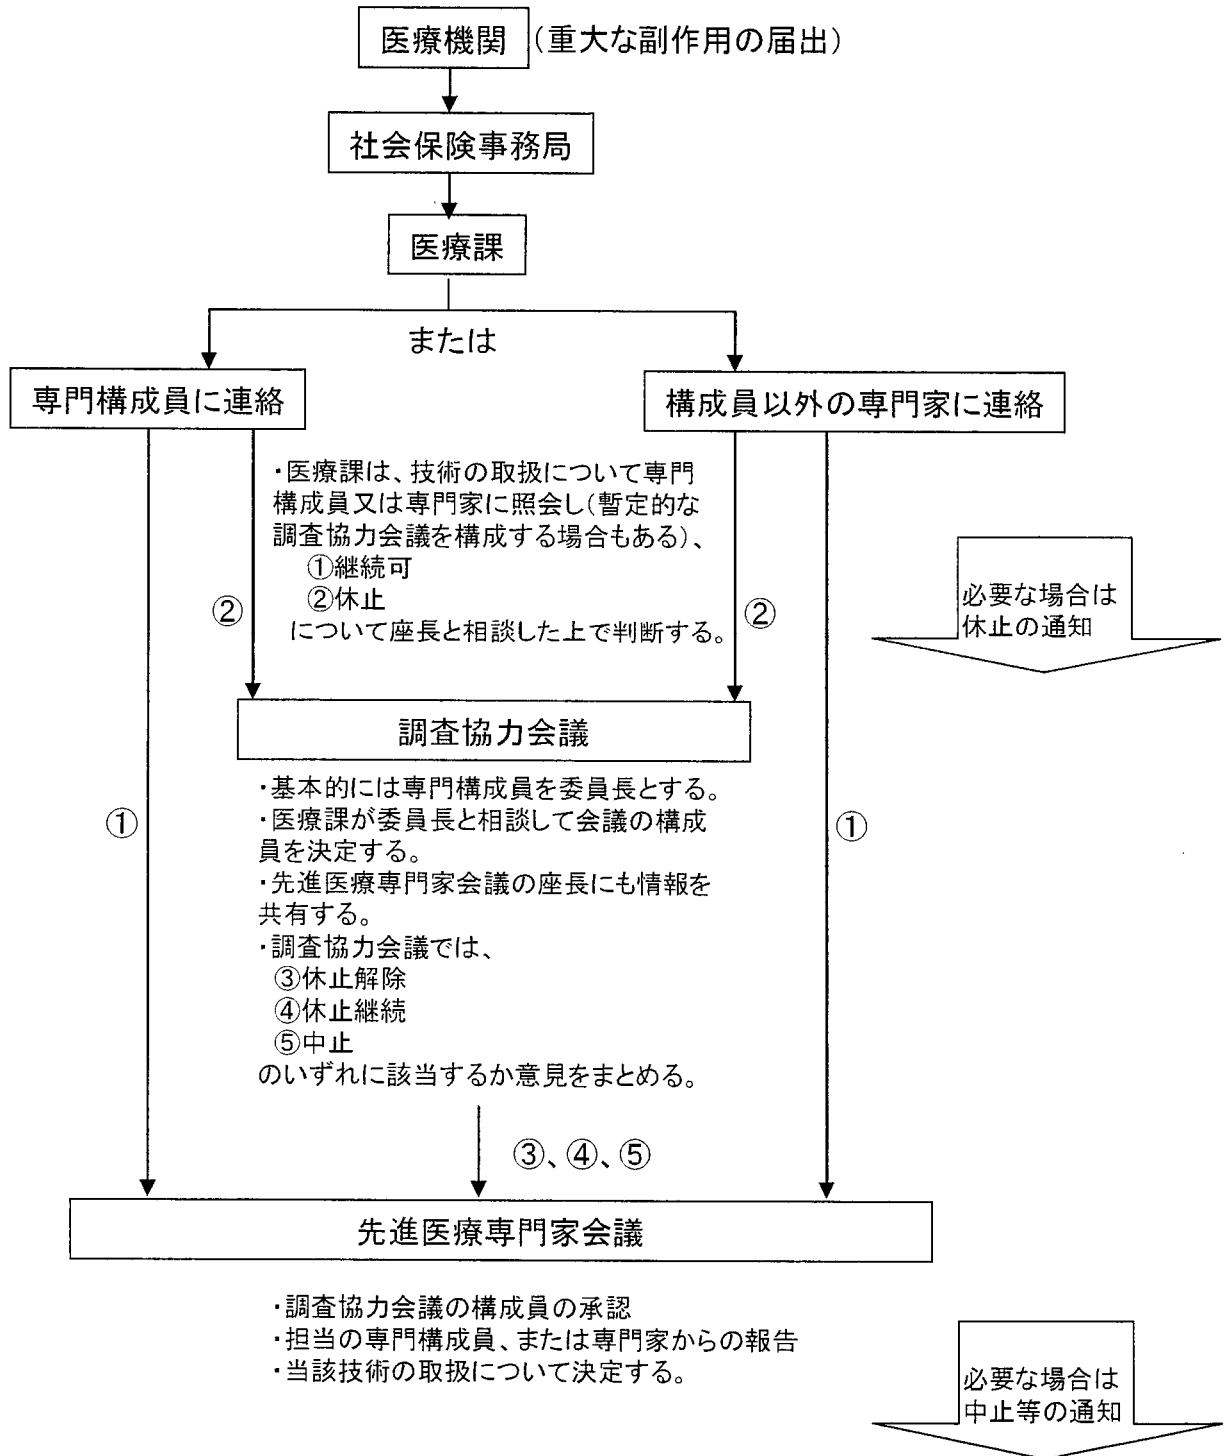 医療機関 (重大な副作用の届出)
社会保険事務局
医療課
または
専門構成員に連絡
構成員以外の専門家に連絡
・医療課は、技術の取扱について専門
構成員又は専門家に照会し(暫定的な
調査協力会議を構成する場合もある)、
①継続可
②休止
について座長と相談した上で判断する。
②
②
必要な場合は
休止の通知
調査協力会議
・基本的には専門構成員を委員長とする。
・医療課が委員長と相談して会議の構成
員を決定する。
・先進医療専門家会議の座長にも情報を
共有する。
・調査協力会議では、
③休止解除
④休止継続
⑤中止
のいずれに該当するか意見をまとめる。
①
①
③、④、⑤
先進医療専門家会議
・調査協力会議の構成員の承認
・担当の専門構成員、または専門家からの報告
・当該技術の取扱について決定する。
必要な場合は
中止等の通知